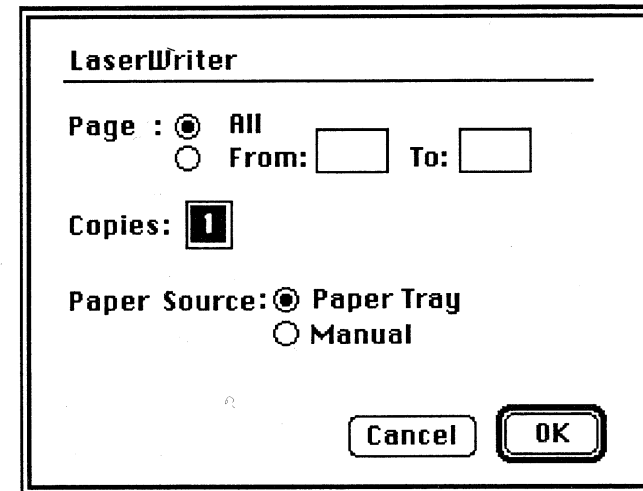 LaserWriter
Page : All
From: To:
Copies: 1
Paper Source: Paper Tray
Manual
Cancel OK